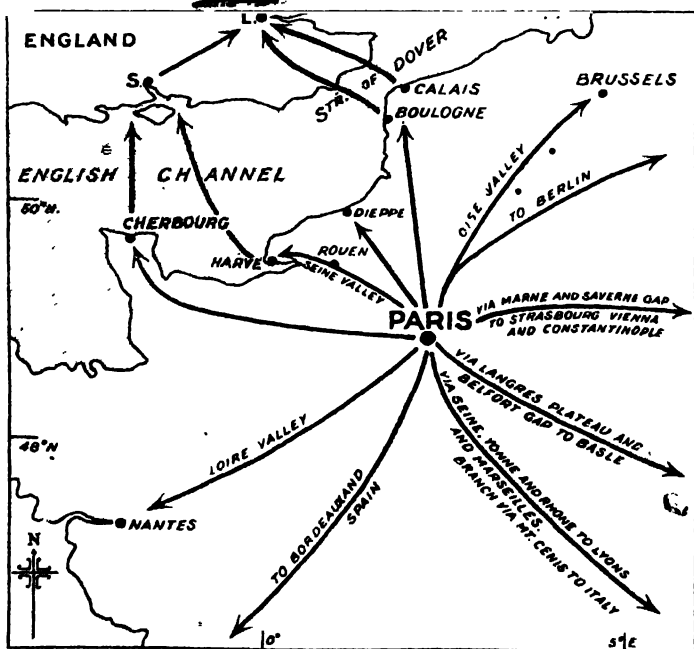 L.
ENGLAND
STR. OF DOVER
S.
CALAIS
BRUSSELS
BOULOGNE
ENGLISH CHANNEL
OISE VALLEY
TO BERLIN
50°N.
DIEPPE
CHERBOURG
HARVE
ROUEN
SEINE VALLEY
PARIS
VIA MARNE AND SAVERNE GAP
TO STRASBOURG VIENNA
AND CONSTANTINOPLE
VIA LANGRES PLATEAU AND
BELFORT GAP TO BASLE
VIA SEINE, YONNE AND RHONE TO LYONS
AND MARSEILLES.
BRANCH VIA MT. CENIS TO ITALY
LOIRE VALLEY
48°N
TO BORDEAUX AND
SPAIN
NANTES
N
0°
5°E